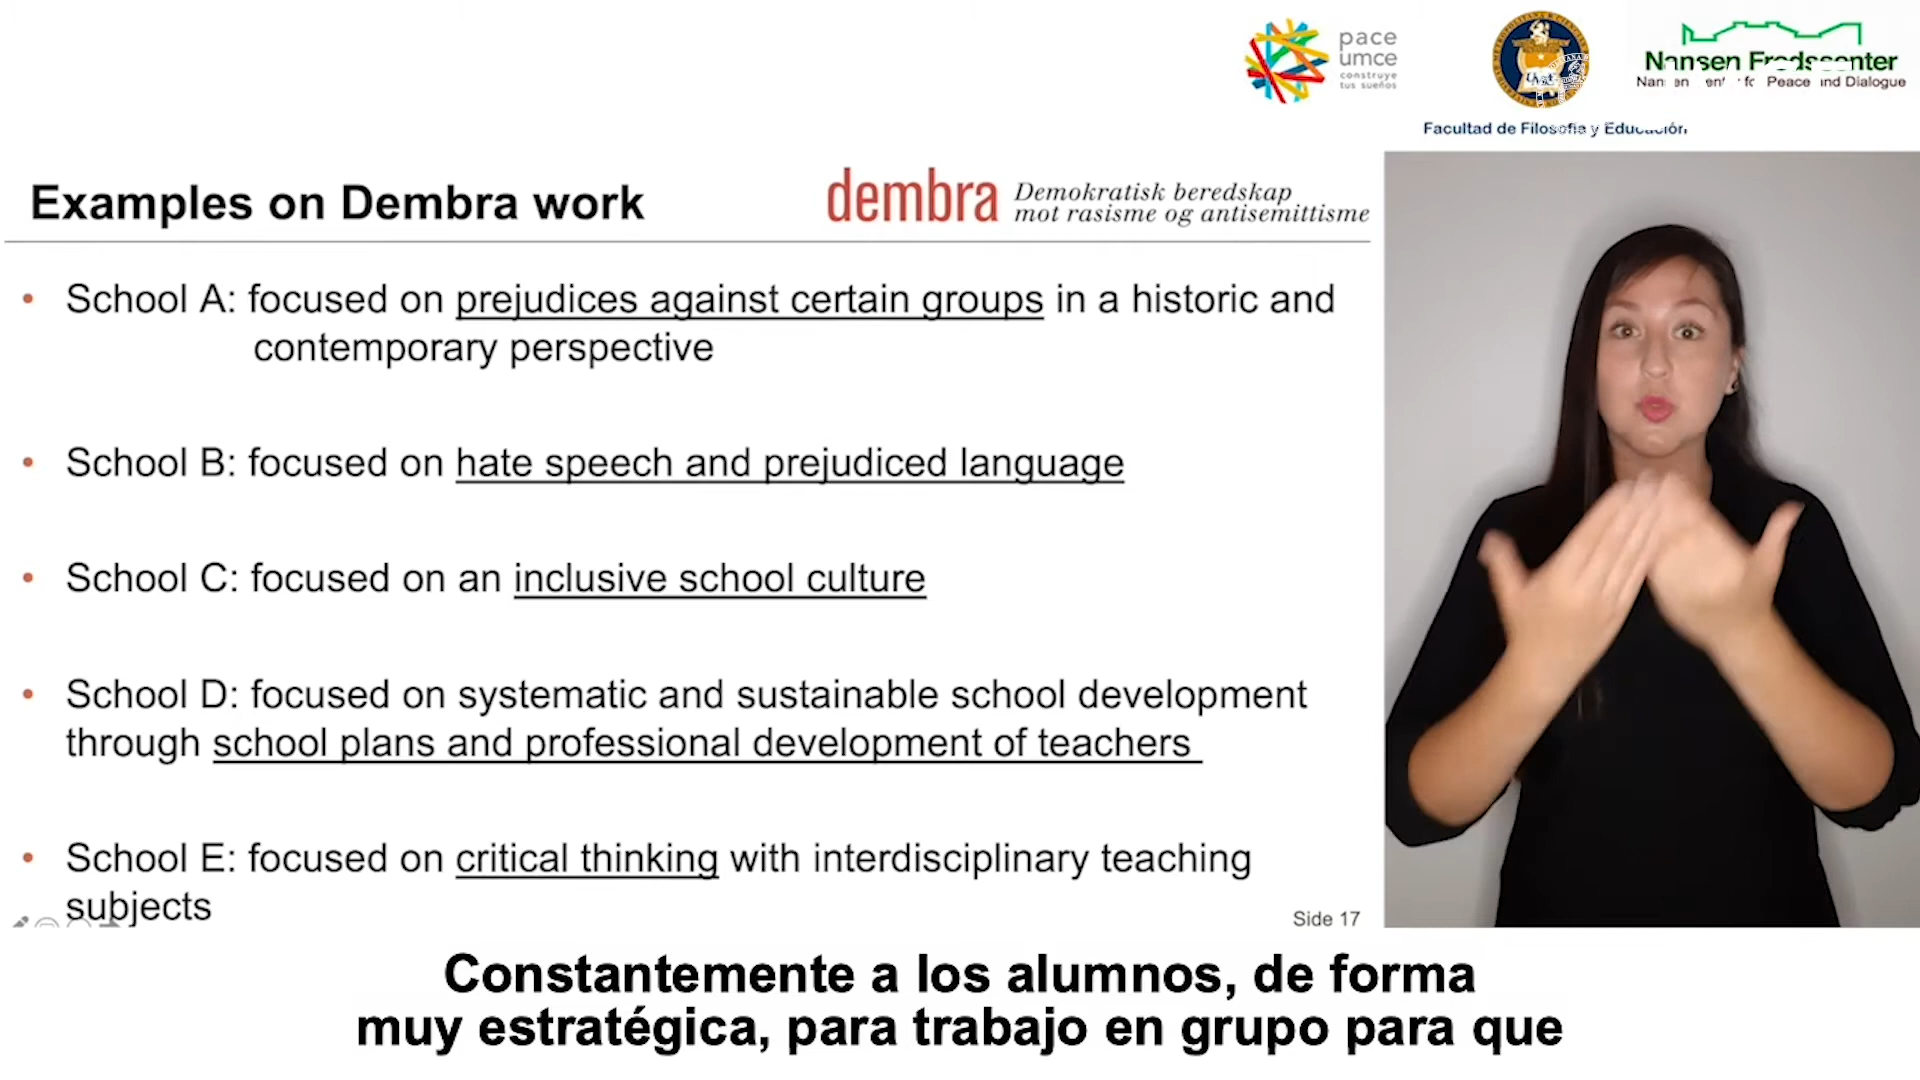 pace
umce
construye
tus sueños
Nansen Fredssenter
Peace and Dialogue
Facultad de Filosofía y Educación
Examples on Dembra work
dembra
Demokratisk beredskap
mot rasisme og antisemittisme
• School A: focused on prejudices against certain groups in a historic and
contemporary perspective
• School B: focused on hate speech and prejudiced language
• School C: focused on an inclusive school culture
• School D: focused on systematic and sustainable school development
through school plans and professional development of teachers
• School E: focused on critical thinking with interdisciplinary teaching
subjects
Side 17
Constantemente a los alumnos, de forma
muy estratégica, para trabajo en grupo para que